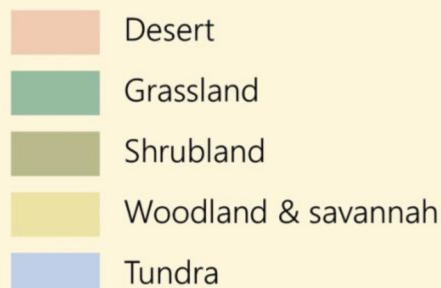 Desert
Grassland
Shrubland
Woodland & savannah
Tundra